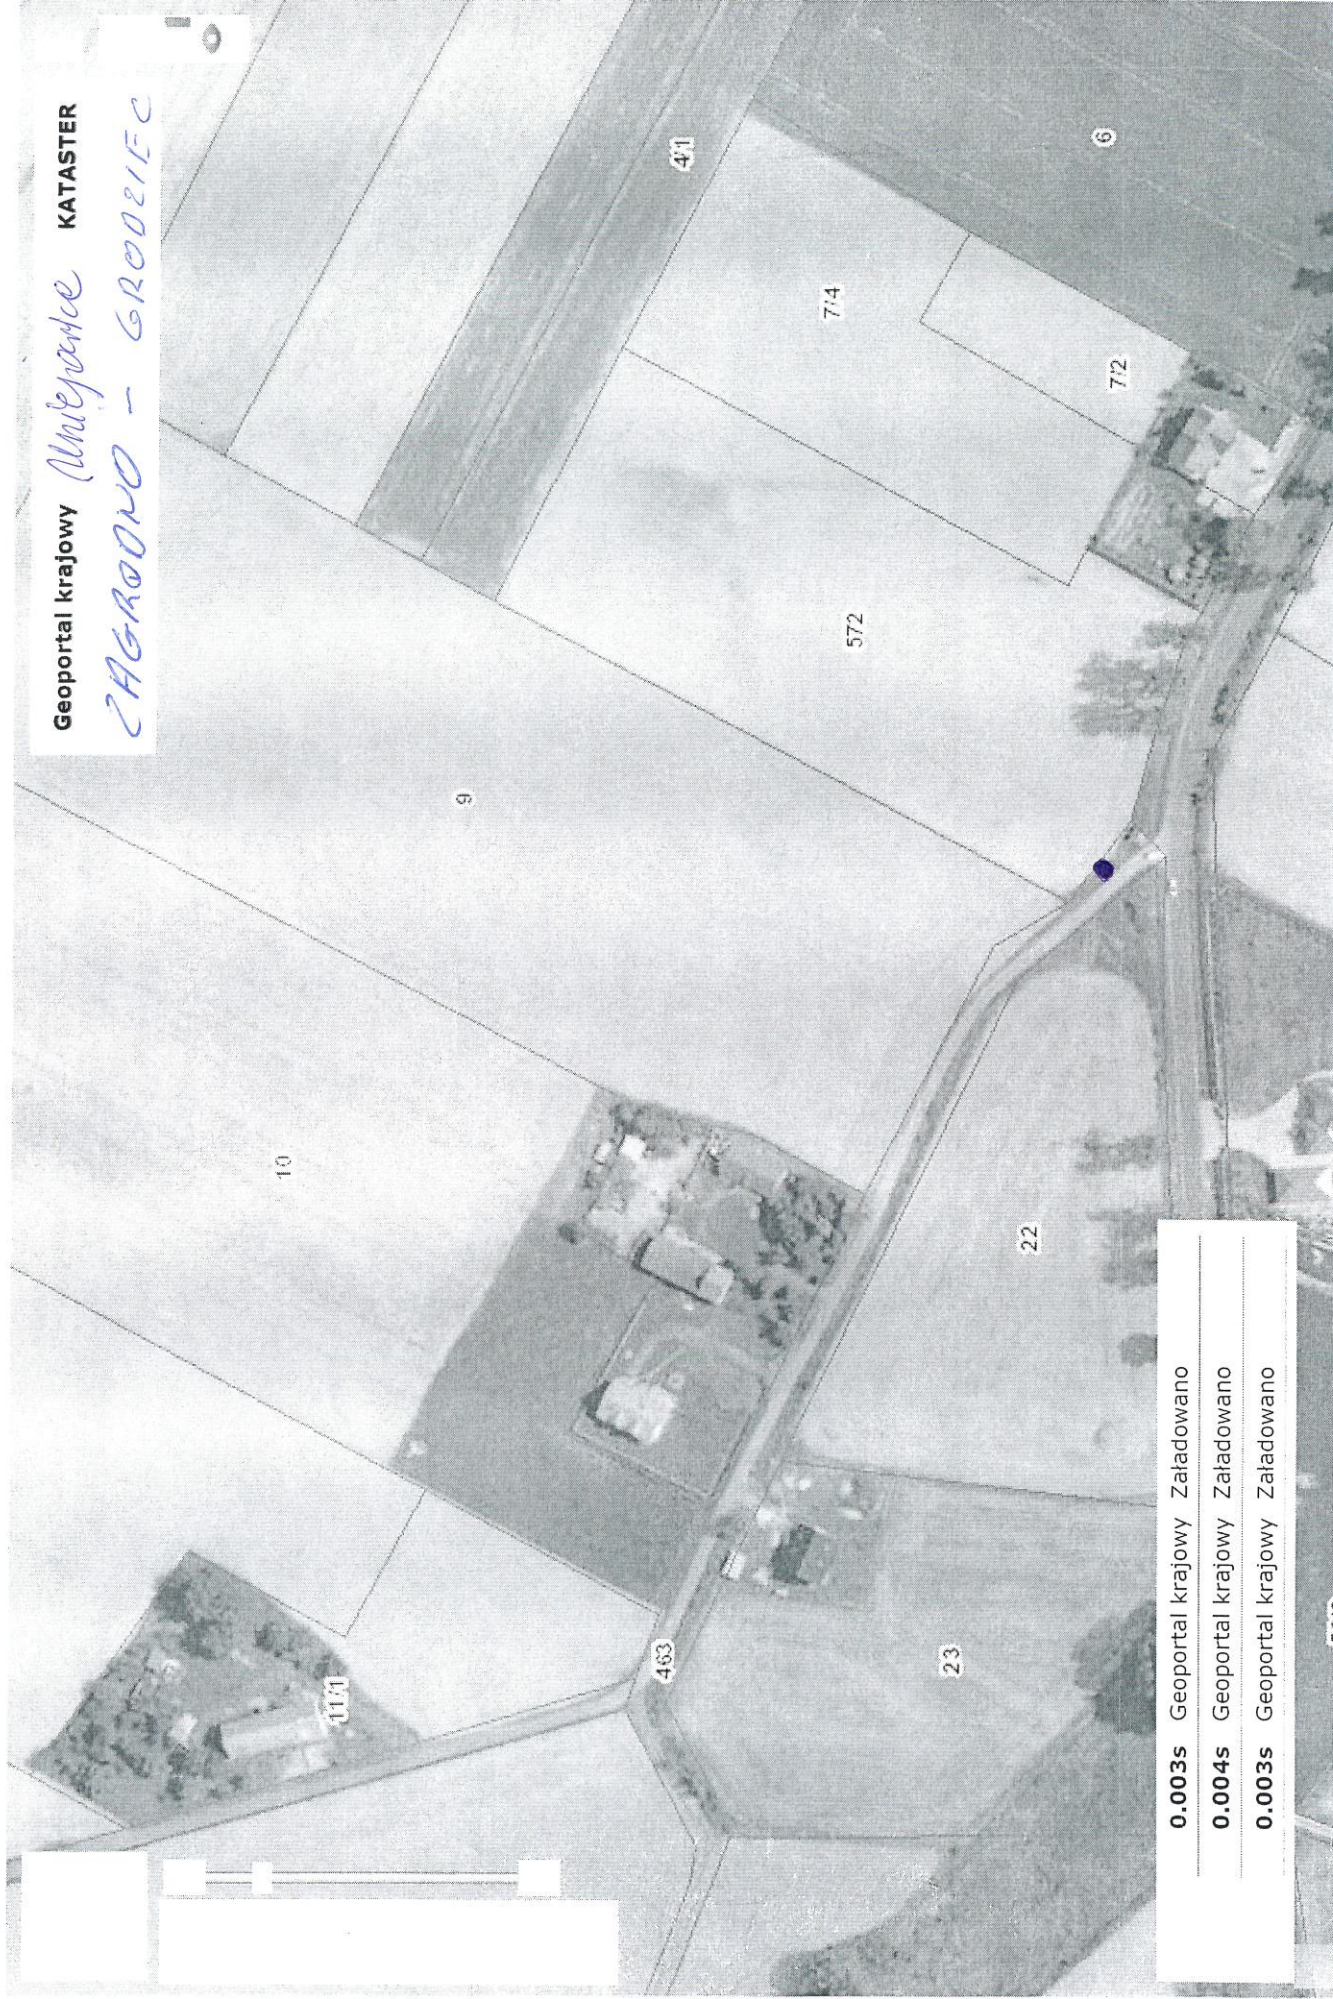 Geoportal krajowy Uniejowice KATASTER
ZAGRODNO - GRODZIEC
4/1
6
7/4
7/2
572
9
10
22
11/1
463
23
0.003s Geoportal krajowy Załadowano
0.004s Geoportal krajowy Załadowano
0.003s Geoportal krajowy Załadowano